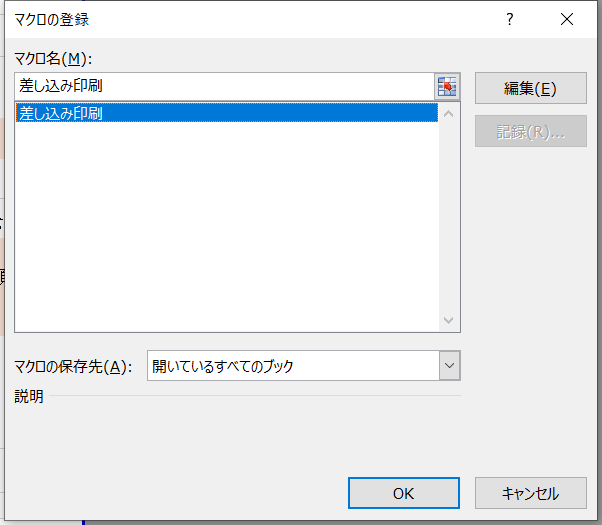 マクロの登録
?
マクロ名(M):
差し込み印刷
編集(E)
差し込み印刷
記録(R)...
マクロの保存先(A):
開いているすべてのブック
説明
OK
キャンセル